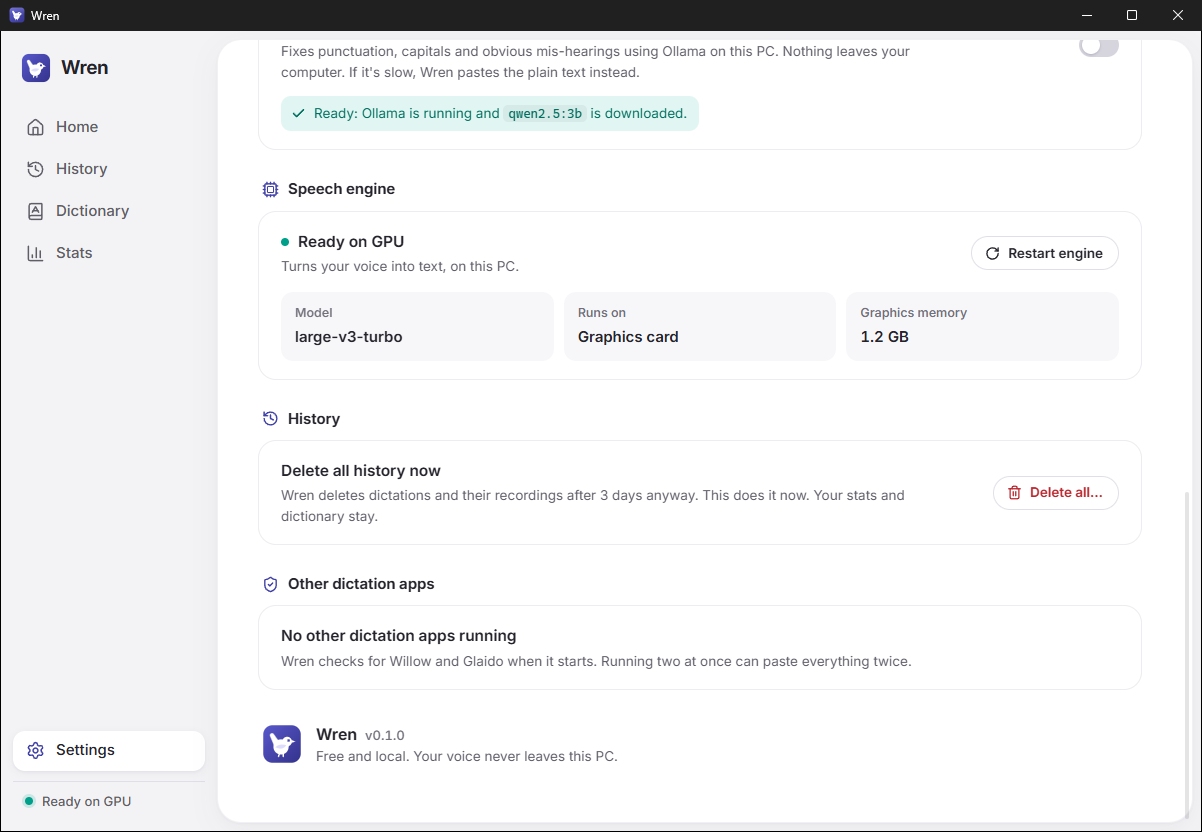 Wren
Wren
Home
History
Dictionary
Stats
Settings
Ready on GPU
Fixes punctuation, capitals and obvious mis-hearings using Ollama on this PC. Nothing leaves your
computer. If it's slow, Wren pastes the plain text instead.
Ready: Ollama is running and qwen2.5:3b is downloaded.
Speech engine
Ready on GPU
Turns your voice into text, on this PC.
Restart engine
Model
large-v3-turbo
Runs on
Graphics card
Graphics memory
1.2 GB
History
Delete all history now
Wren deletes dictations and their recordings after 3 days anyway. This does it now. Your stats and
dictionary stay.
Delete all...
Other dictation apps
No other dictation apps running
Wren checks for Willow and Glaido when it starts. Running two at once can paste everything twice.
Wren v0.1.0
Free and local. Your voice never leaves this PC.